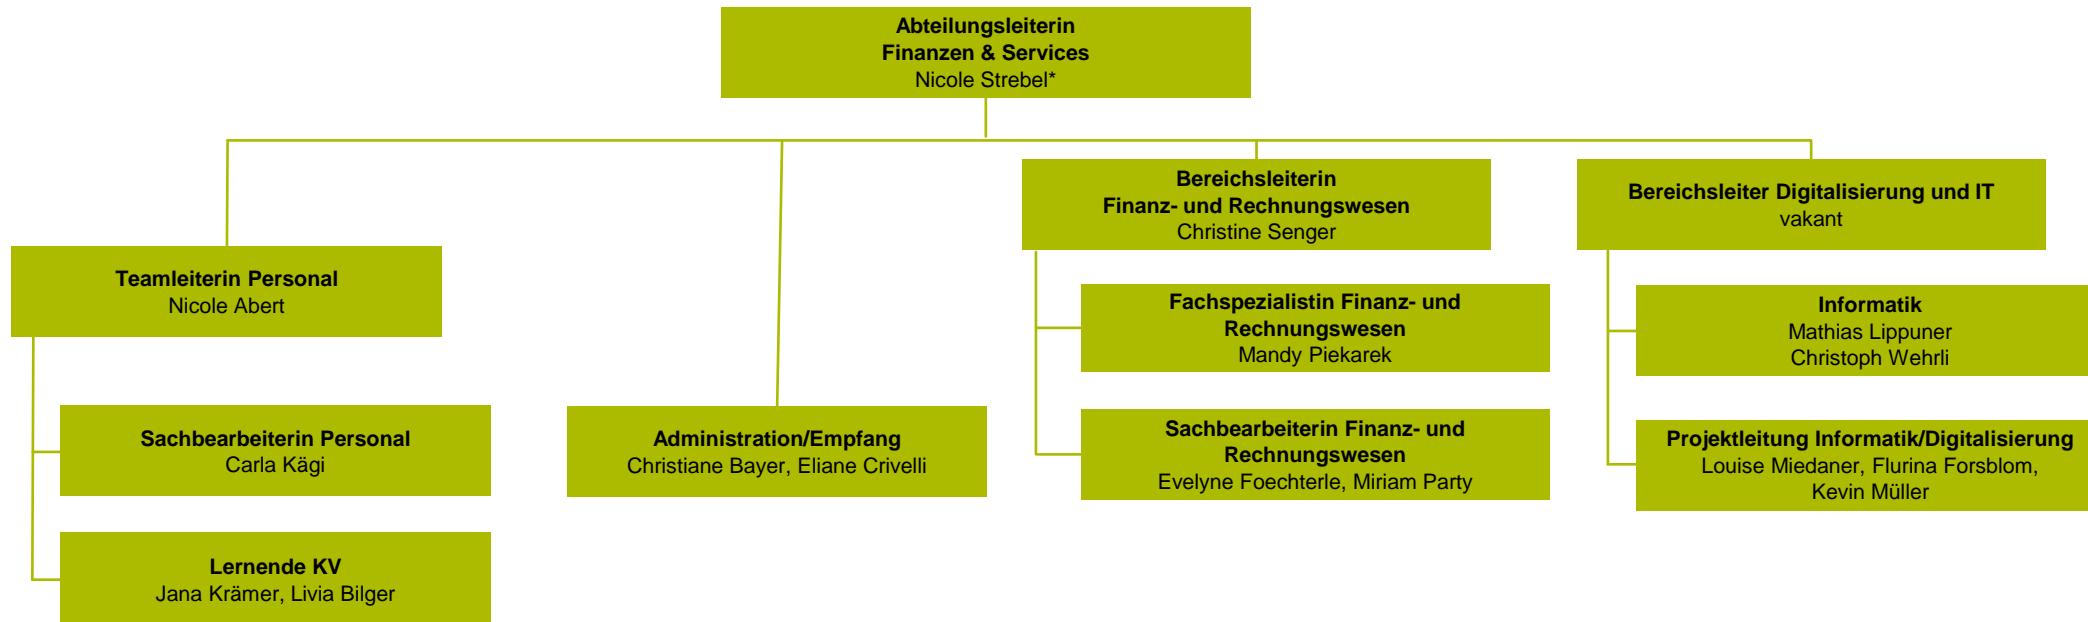 Abteilungsleiterin
Finanzen & Services
Nicole Strebel*
Teamleiterin Personal
Nicole Abert
Sachbearbeiterin Personal
Carla Kägi
Lernende KV
Jana Krämer, Livia Bilger
Administration/Empfang
Christiane Bayer, Eliane Crivelli
Bereichsleiterin
Finanz- und Rechnungswesen
Christine Senger
Fachspezialistin Finanz- und
Rechnungswesen
Mandy Piekarek
Sachbearbeiterin Finanz- und
Rechnungswesen
Evelyne Foechterle, Miriam Party
Bereichsleiter Digitalisierung und IT
vakant
Informatik
Mathias Lippuner
Christoph Wehrli
Projektleitung Informatik/Digitalisierung
Louise Miedaner, Flurina Forsblom,
Kevin Müller